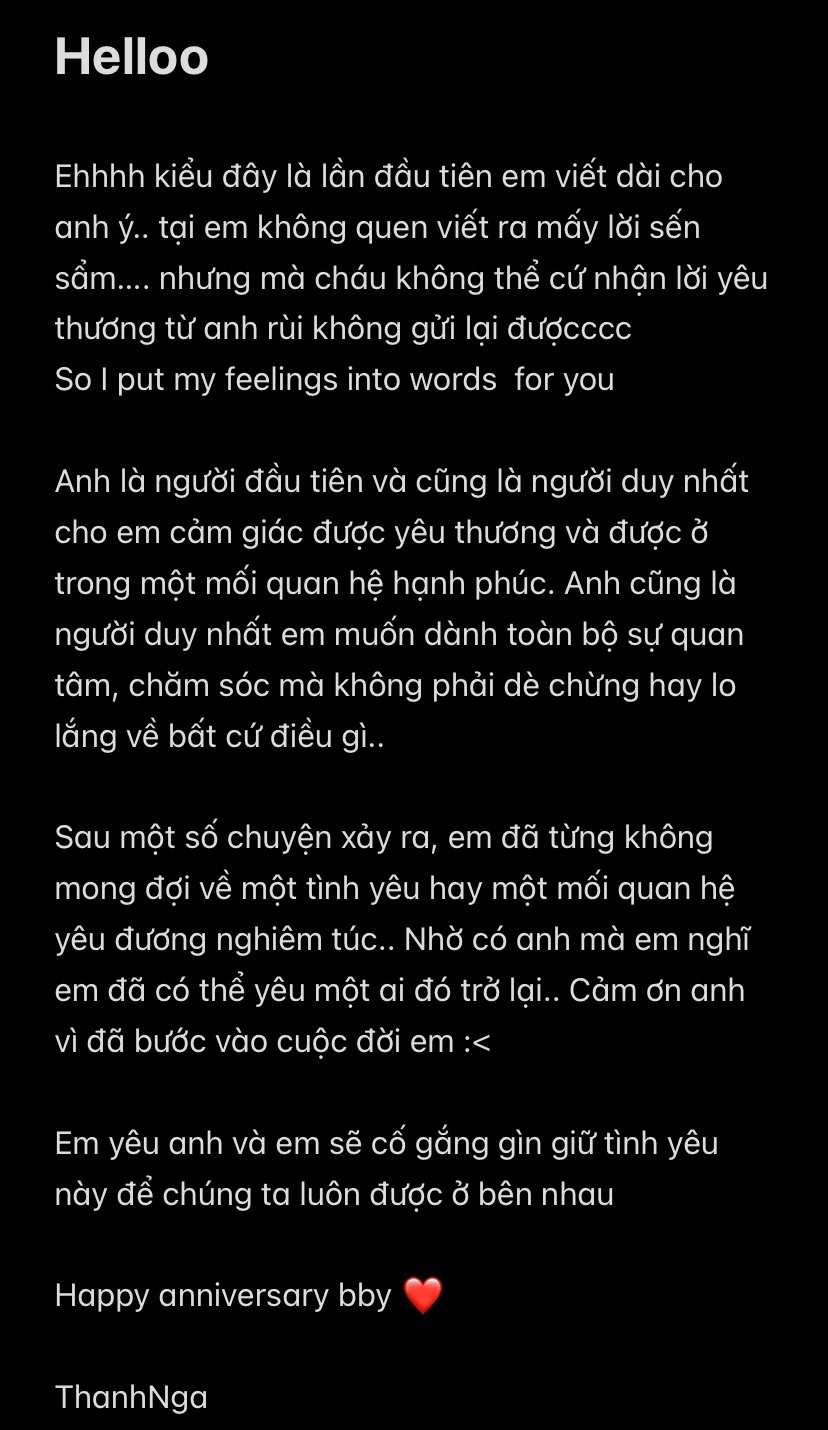 Helloo
Ehhhh kiểu đây là lần đầu tiên em viết dài cho
anh ý.. tại em không quen viết ra mấy lời sến
sẩm.... nhưng mà cháu không thể cứ nhận lời yêu
thương từ anh rùi không gửi lại đượcccc
So I put my feelings into words  for you
Anh là người đầu tiên và cũng là người duy nhất
cho em cảm giác được yêu thương và được ở
trong một mối quan hệ hạnh phúc. Anh cũng là
người duy nhất em muốn dành toàn bộ sự quan
tâm, chăm sóc mà không phải dè chừng hay lo
lắng về bất cứ điều gì..
Sau một số chuyện xảy ra, em đã từng không
mong đợi về một tình yêu hay một mối quan hệ
yêu đương nghiêm túc.. Nhờ có anh mà em nghĩ
em đã có thể yêu một ai đó trở lại.. Cảm ơn anh
vì đã bước vào cuộc đời em :<
Em yêu anh và em sẽ cố gắng gìn giữ tình yêu
này để chúng ta luôn được ở bên nhau
Happy anniversary bby ❤️
ThanhNga